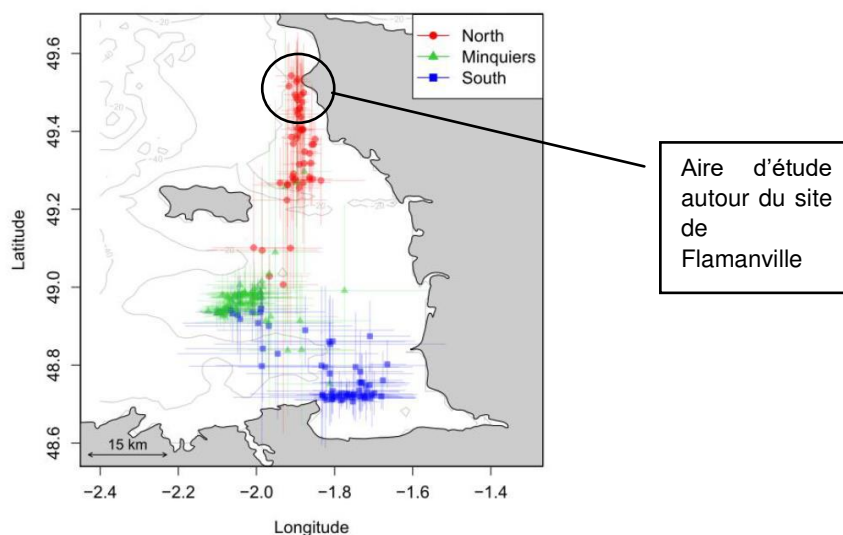 North
Minquiers
South
Aire d'étude
autour du site
de
Flamanville
Latitude
49.6
49.4
49.2
49.0
48.8
48.6
15 km
−2.4 −2.2 −2.0 −1.8 −1.6 −1.4
Longitude